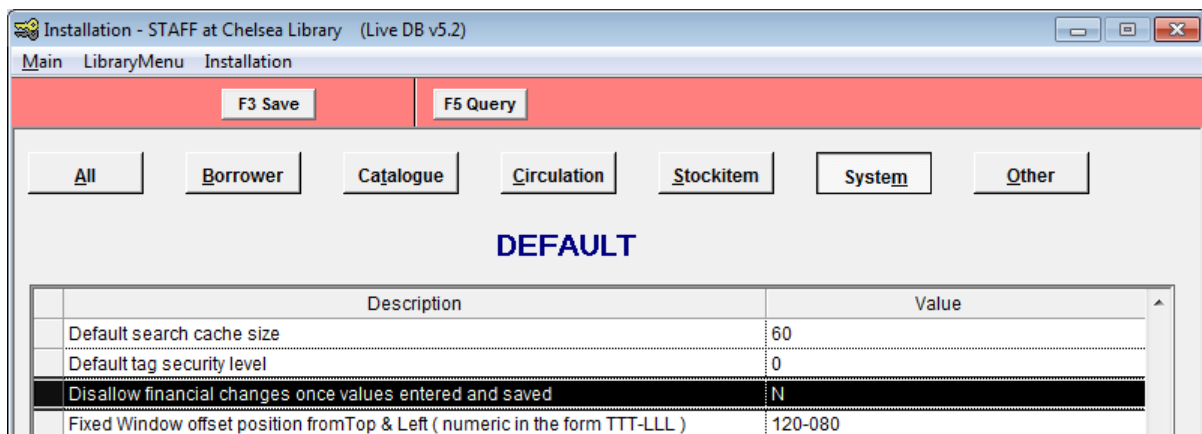 Installation - STAFF at Chelsea Library (Live DB v5.2)
Main LibraryMenu Installation
F3 Save F5 Query
All Borrower Catalogue Circulation Stockitem System Other
DEFAULT
Description Value
Default search cache size 60
Default tag security level 0
Disallow financial changes once values entered and saved N
Fixed Window offset position fromTop & Left ( numeric in the form TTT-LLL ) 120-080